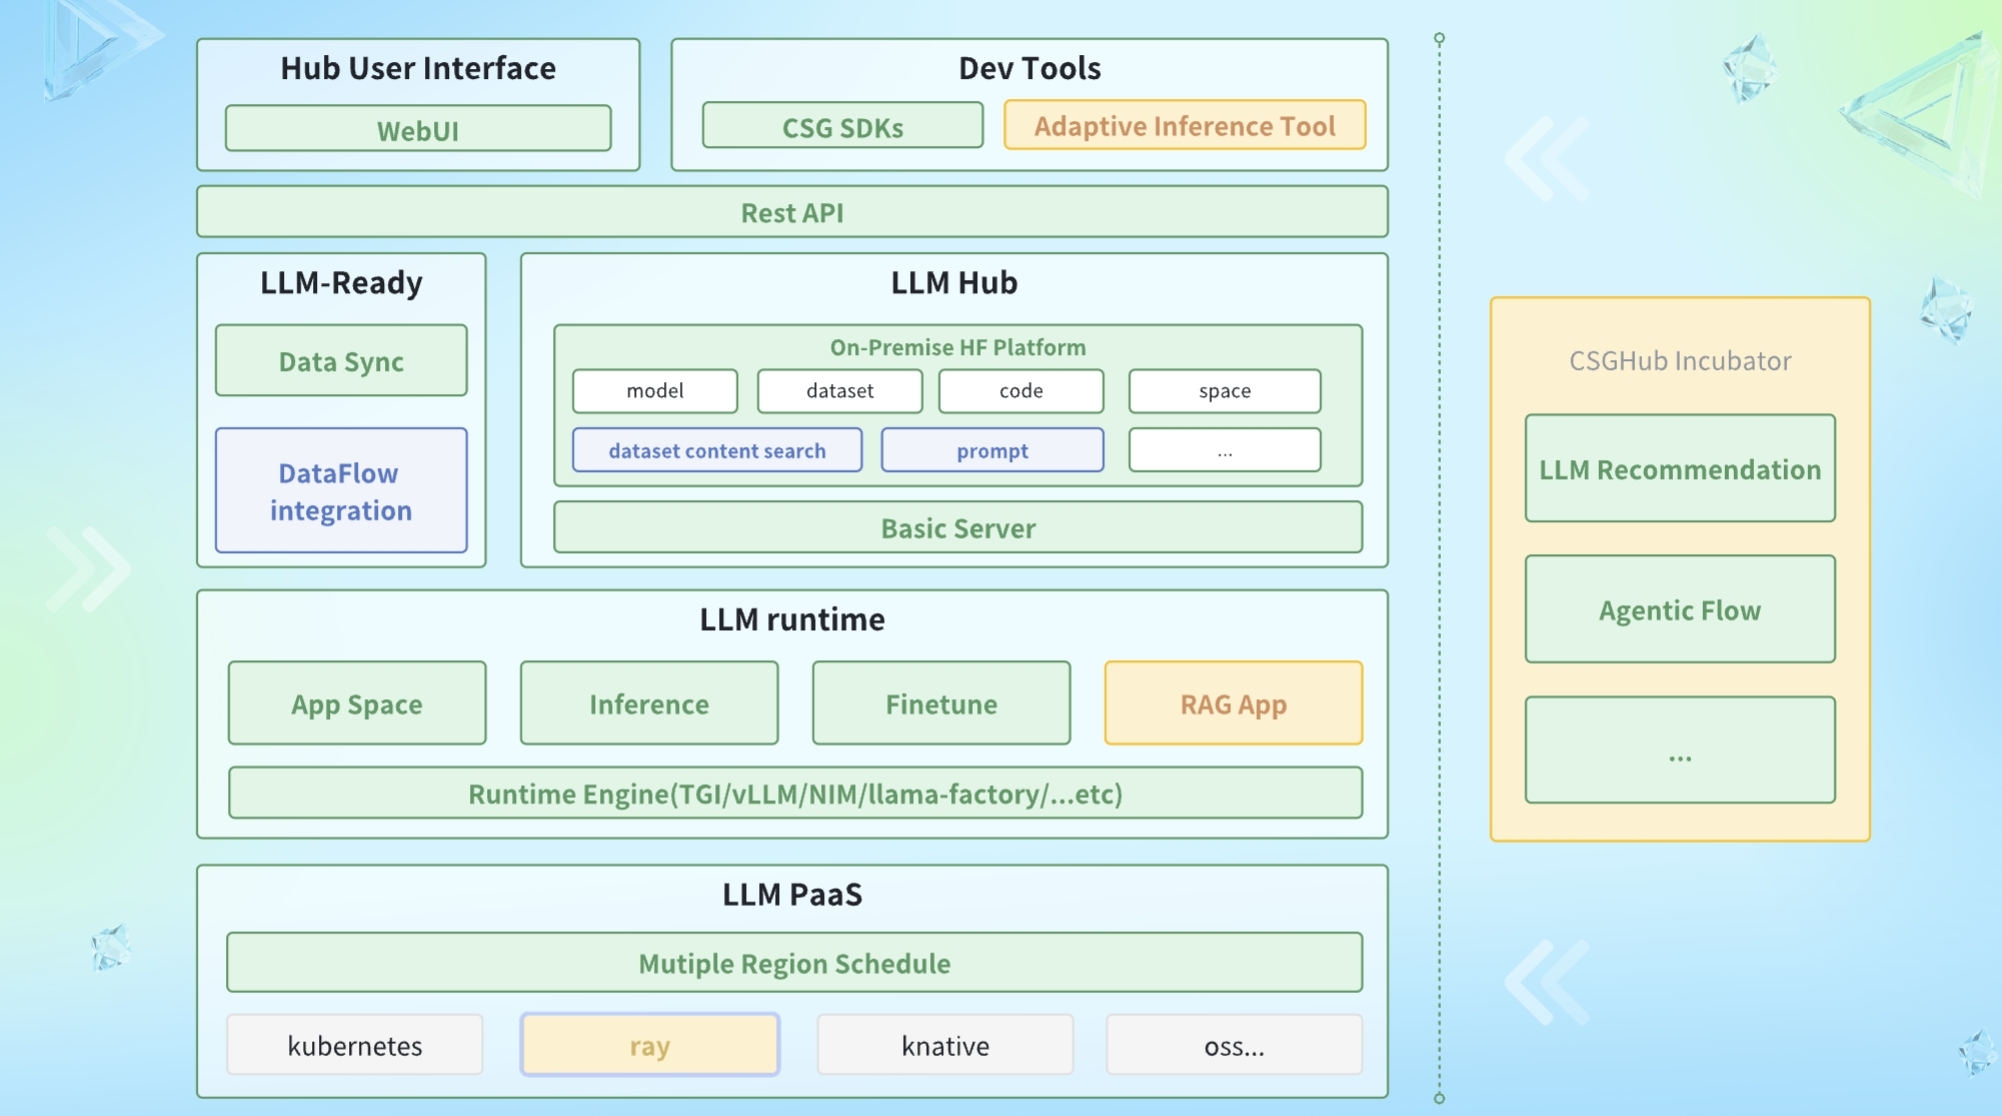 Hub User Interface
WebUI
Dev Tools
CSG SDKs
Adaptive Inference Tool
Rest API
LLM-Ready
Data Sync
DataFlow
integration
LLM Hub
On-Premise HF Platform
model
dataset
code
space
dataset content search
prompt
...
Basic Server
LLM runtime
App Space
Inference
Finetune
RAG App
Runtime Engine(TGI/vLLM/NIM/llama-factory/...etc)
LLM PaaS
Mutiple Region Schedule
kubernetes
ray
knative
oss...
CSGHub Incubator
LLM Recommendation
Agentic Flow
...